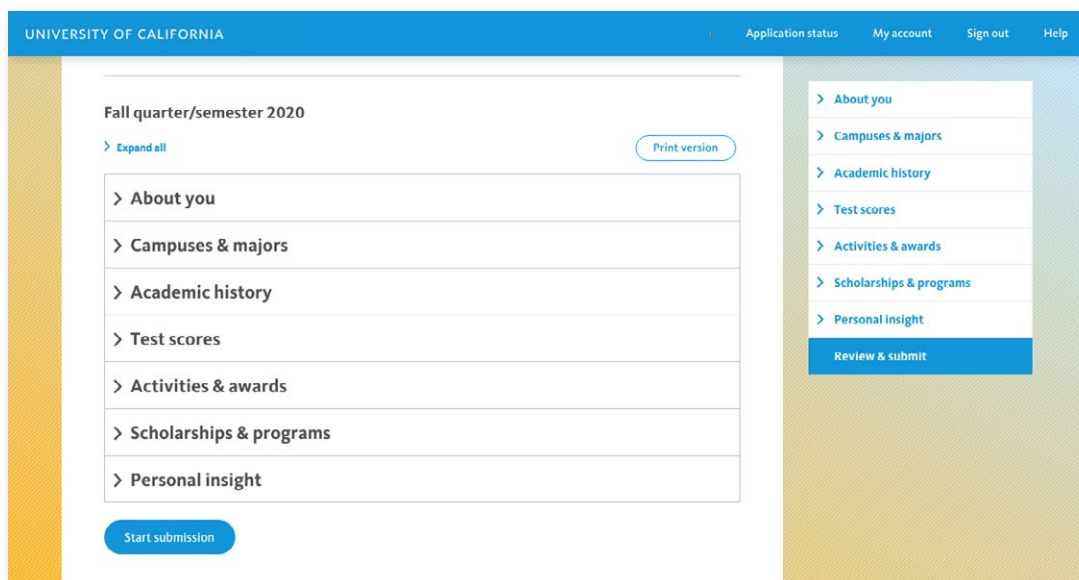 UNIVERSITY OF CALIFORNIA
Application status
My account
Sign out
Help
Fall quarter/semester 2020
Expand all
Print version
About you
Campuses & majors
Academic history
Test scores
Activities & awards
Scholarships & programs
Personal insight
Start submission
About you
Campuses & majors
Academic history
Test scores
Activities & awards
Scholarships & programs
Personal insight
Review & submit